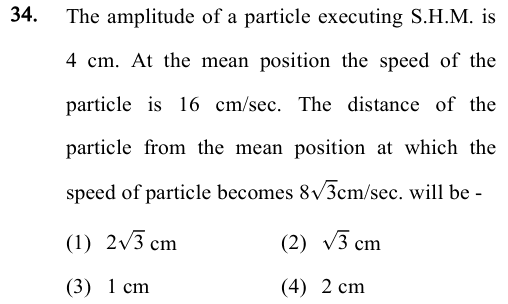 34. The amplitude of a particle executing S.H.M. is
4 cm. At the mean position the speed of the
particle is 16 cm/sec. The distance of the
particle from the mean position at which the
speed of particle becomes 8√3cm/sec. will be -
(1) 2√3 cm (2) √3 cm
(3) 1 cm (4) 2 cm